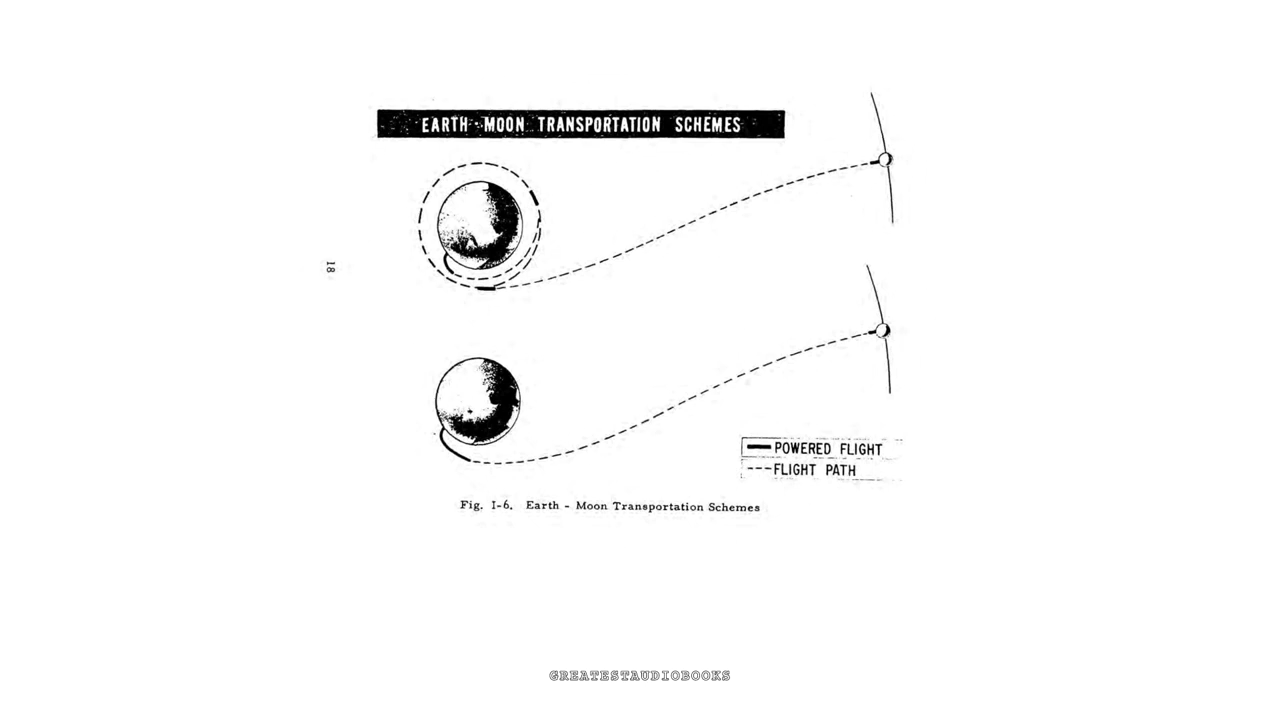 EARTH-MOON TRANSPORTATION SCHEMES
18
POWERED FLIGHT
FLIGHT PATH
Fig. I-6. Earth - Moon Transportation Schemes
GREATESTAUDIOBOOKS